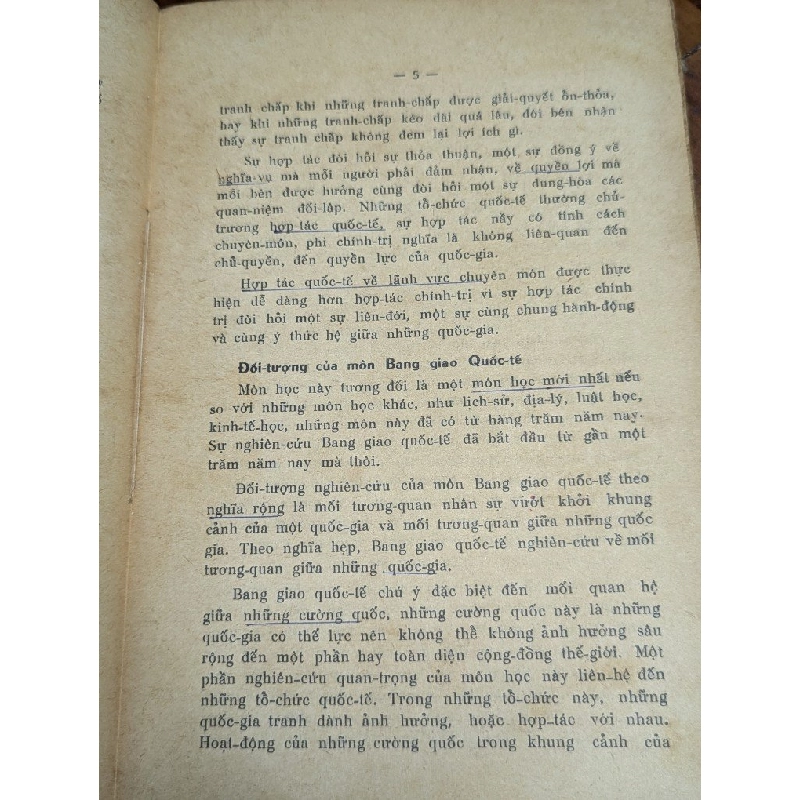 — 5 —
tranh chấp khi những tranh-chấp được giải-quyết ổn-thỏa,
hay khi những tranh-chấp kéo dài quá lâu, đôi bên nhận
thấy sự tranh chấp không đem lại lợi ích gì.
Sự hợp tác đòi hỏi sự thỏa thuận, một sự đồng ý về
nghĩa-vụ mà mỗi người phải đảm nhận, về quyền lợi mà
mỗi bên được hưởng cũng đòi hỏi một sự dung-hòa các
quan-niệm đối-lập. Những tổ-chức quốc-tế thường chủ-
trương hợp-tác quốc-tế, sự hợp tác nầy có tính cách
chuyên-môn, phi chính-trị nghĩa là không liên-quan đến
chủ-quyền, đến quyền lực của quốc-gia.
Hợp tác quốc-tế về lãnh vực chuyên môn được thực
hiện dễ dàng hơn hợp-tác chính-trị vì sự hợp tác chính
trị đòi hỏi một sự liên-đới, một sự cùng chung hành-động
và cùng ý thức hệ giữa những quốc-gia.
Đối-tượng của môn Bang giao Quốc-tế
Môn học này tương đối là một môn học mới nhất nếu
so với những môn học khác, như lịch-sử, địa-lý, luật học,
kinh-tế-học, những môn này đã có từ hàng trăm năm nay.
Sự nghiên-cứu Bang giao quốc-tế đã bắt đầu từ gần một
trăm năm nay mà thôi.
Đối-tượng nghiên-cứu của môn Bang giao quốc-tế theo
nghĩa rộng là mối tương-quan nhân sự vượt khỏi khung
cảnh của một quốc-gia và mối tương-quan giữa những quốc
gia. Theo nghĩa hẹp, Bang giao quốc-tế nghiên-cứu về mối
tương-quan giữa những quốc-gia.
Bang giao quốc-tế chú ý đặc biệt đến mối quan hệ
giữa những cường quốc, những cường quốc này là những
quốc-gia có thế lực nên không thể không ảnh hưởng sâu
rộng đến một phần hay toàn diện cộng-đồng thế-giới. Một
phần nghiên-cứu quan-trọng của môn học này liên-hệ đến
những tổ-chức quốc-tế. Trong những tổ-chức này, những
quốc-gia tranh dành ảnh hưởng, hoặc hợp-tác với nhau.
Hoạt-động của những cường quốc trong khung cảnh của